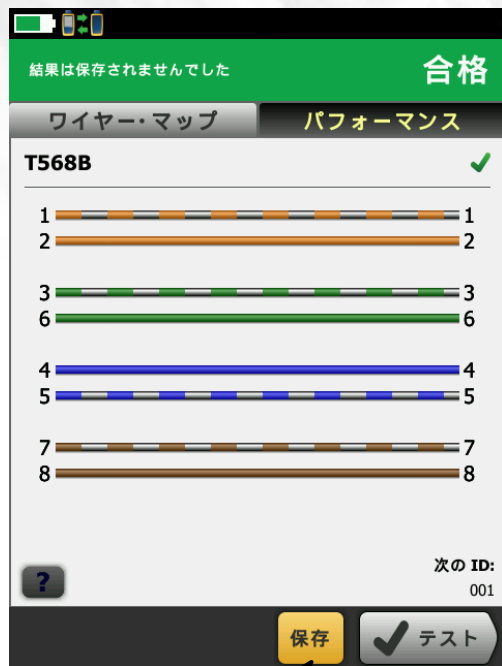 結果は保存されませんでした
合格
ワイヤー・マップ
パフォーマンス
T568B
1 1
2 2
3 3
6 6
4 4
5 5
7 7
8 8
?
次の ID:
001
保存
テスト